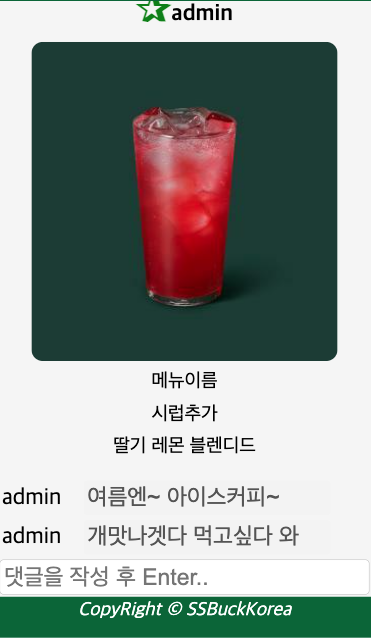 admin
메뉴이름
시럽추가
딸기 레몬 블렌디드
admin 여름엔~ 아이스커피~
admin 개맛나겟다 먹고싶다 와
댓글을 작성 후 Enter..
CopyRight © SSBuckKorea